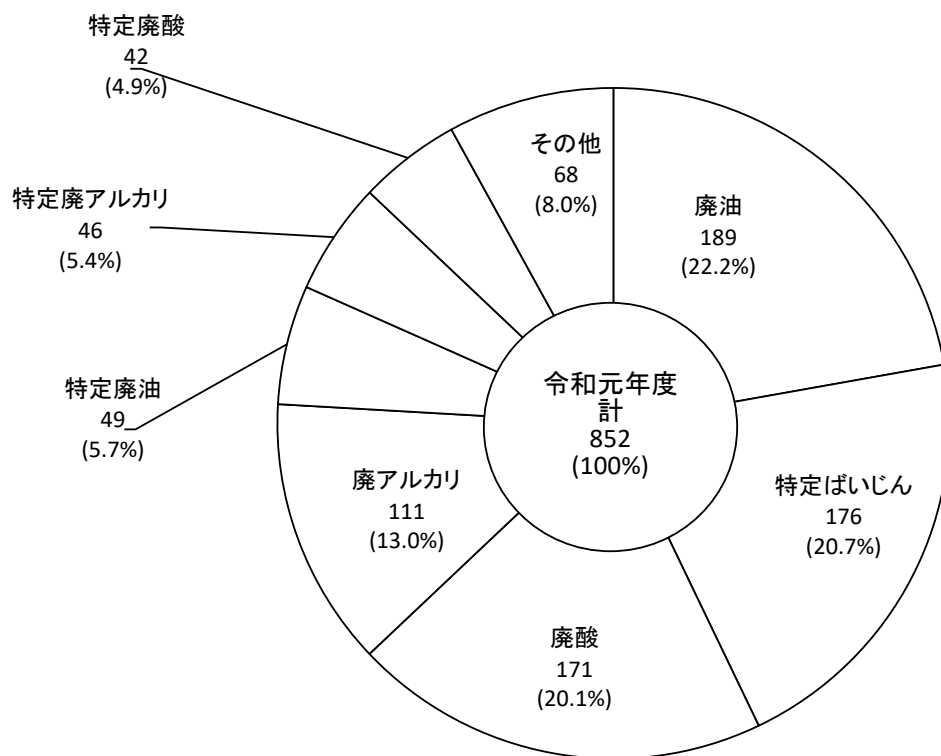 特定廃酸
42
(4.9%)
その他
68
(8.0%)
廃油
189
(22.2%)
特定廃アルカリ
46
(5.4%)
令和元年度
計
852
(100%)
特定廃油
49
(5.7%)
廃アルカリ
111
(13.0%)
特定ばいじん
176
(20.7%)
廃酸
171
(20.1%)